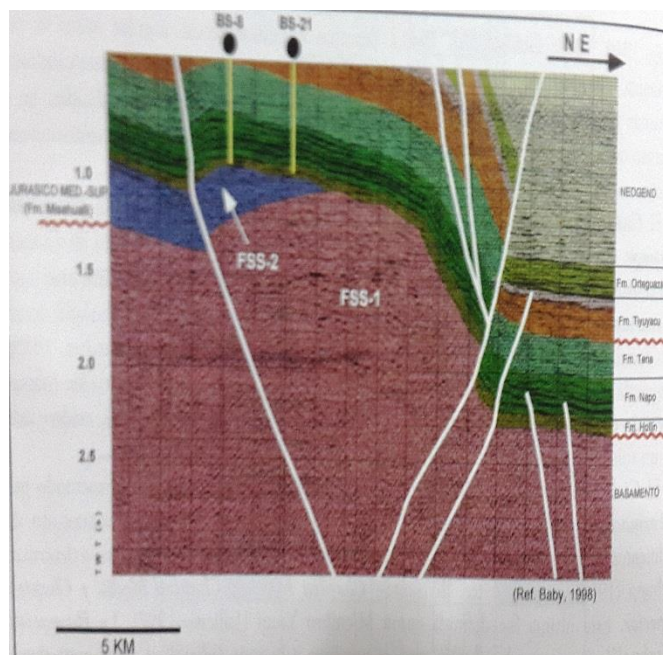 BS-8
BS-21
NE
1.0
JURASICO MED.-SUP
(Fm. Misahualli)
NEOGENO
FSS-2
1.5
FSS-1
Fm. Orteguaza
Fm. Tiyuyacu
2.0
Fm. Tena
Fm. Napo
2.5
Fm. Hollin
BASAMENTO
T W T (s)
(Ref. Baby, 1998)
5 KM